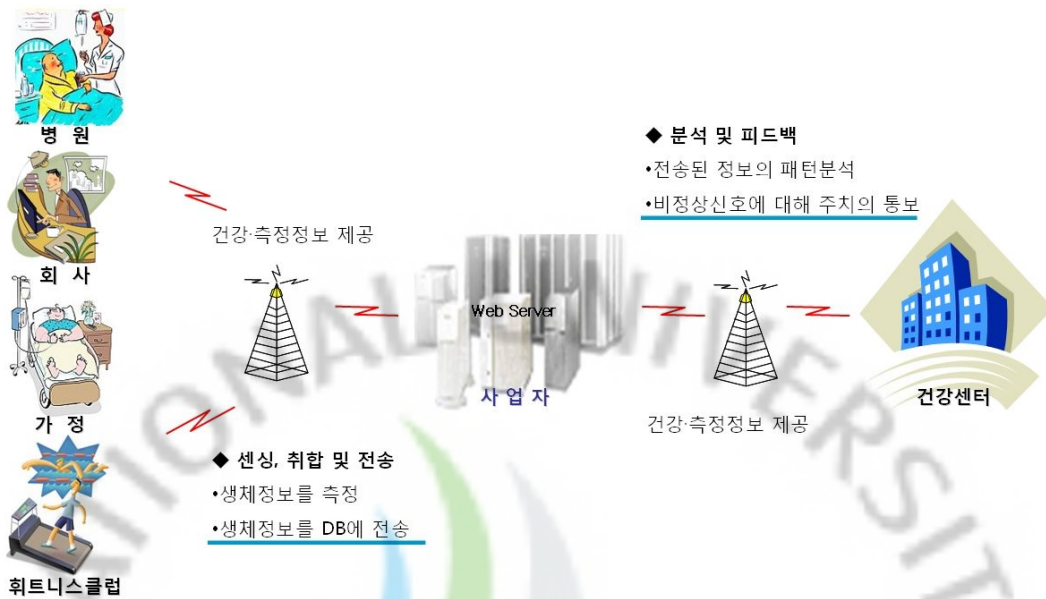 병 원
회 사
가 정
휘트니스클럽
건강·측정정보 제공
◆ 센싱, 취합 및 전송
•생체정보를 측정
•생체정보를 DB에 전송
Web Server
사 업 자
◆ 분석 및 피드백
•전송된 정보의 패턴분석
•비정상신호에 대해 주치의 통보
건강·측정정보 제공
건강센터